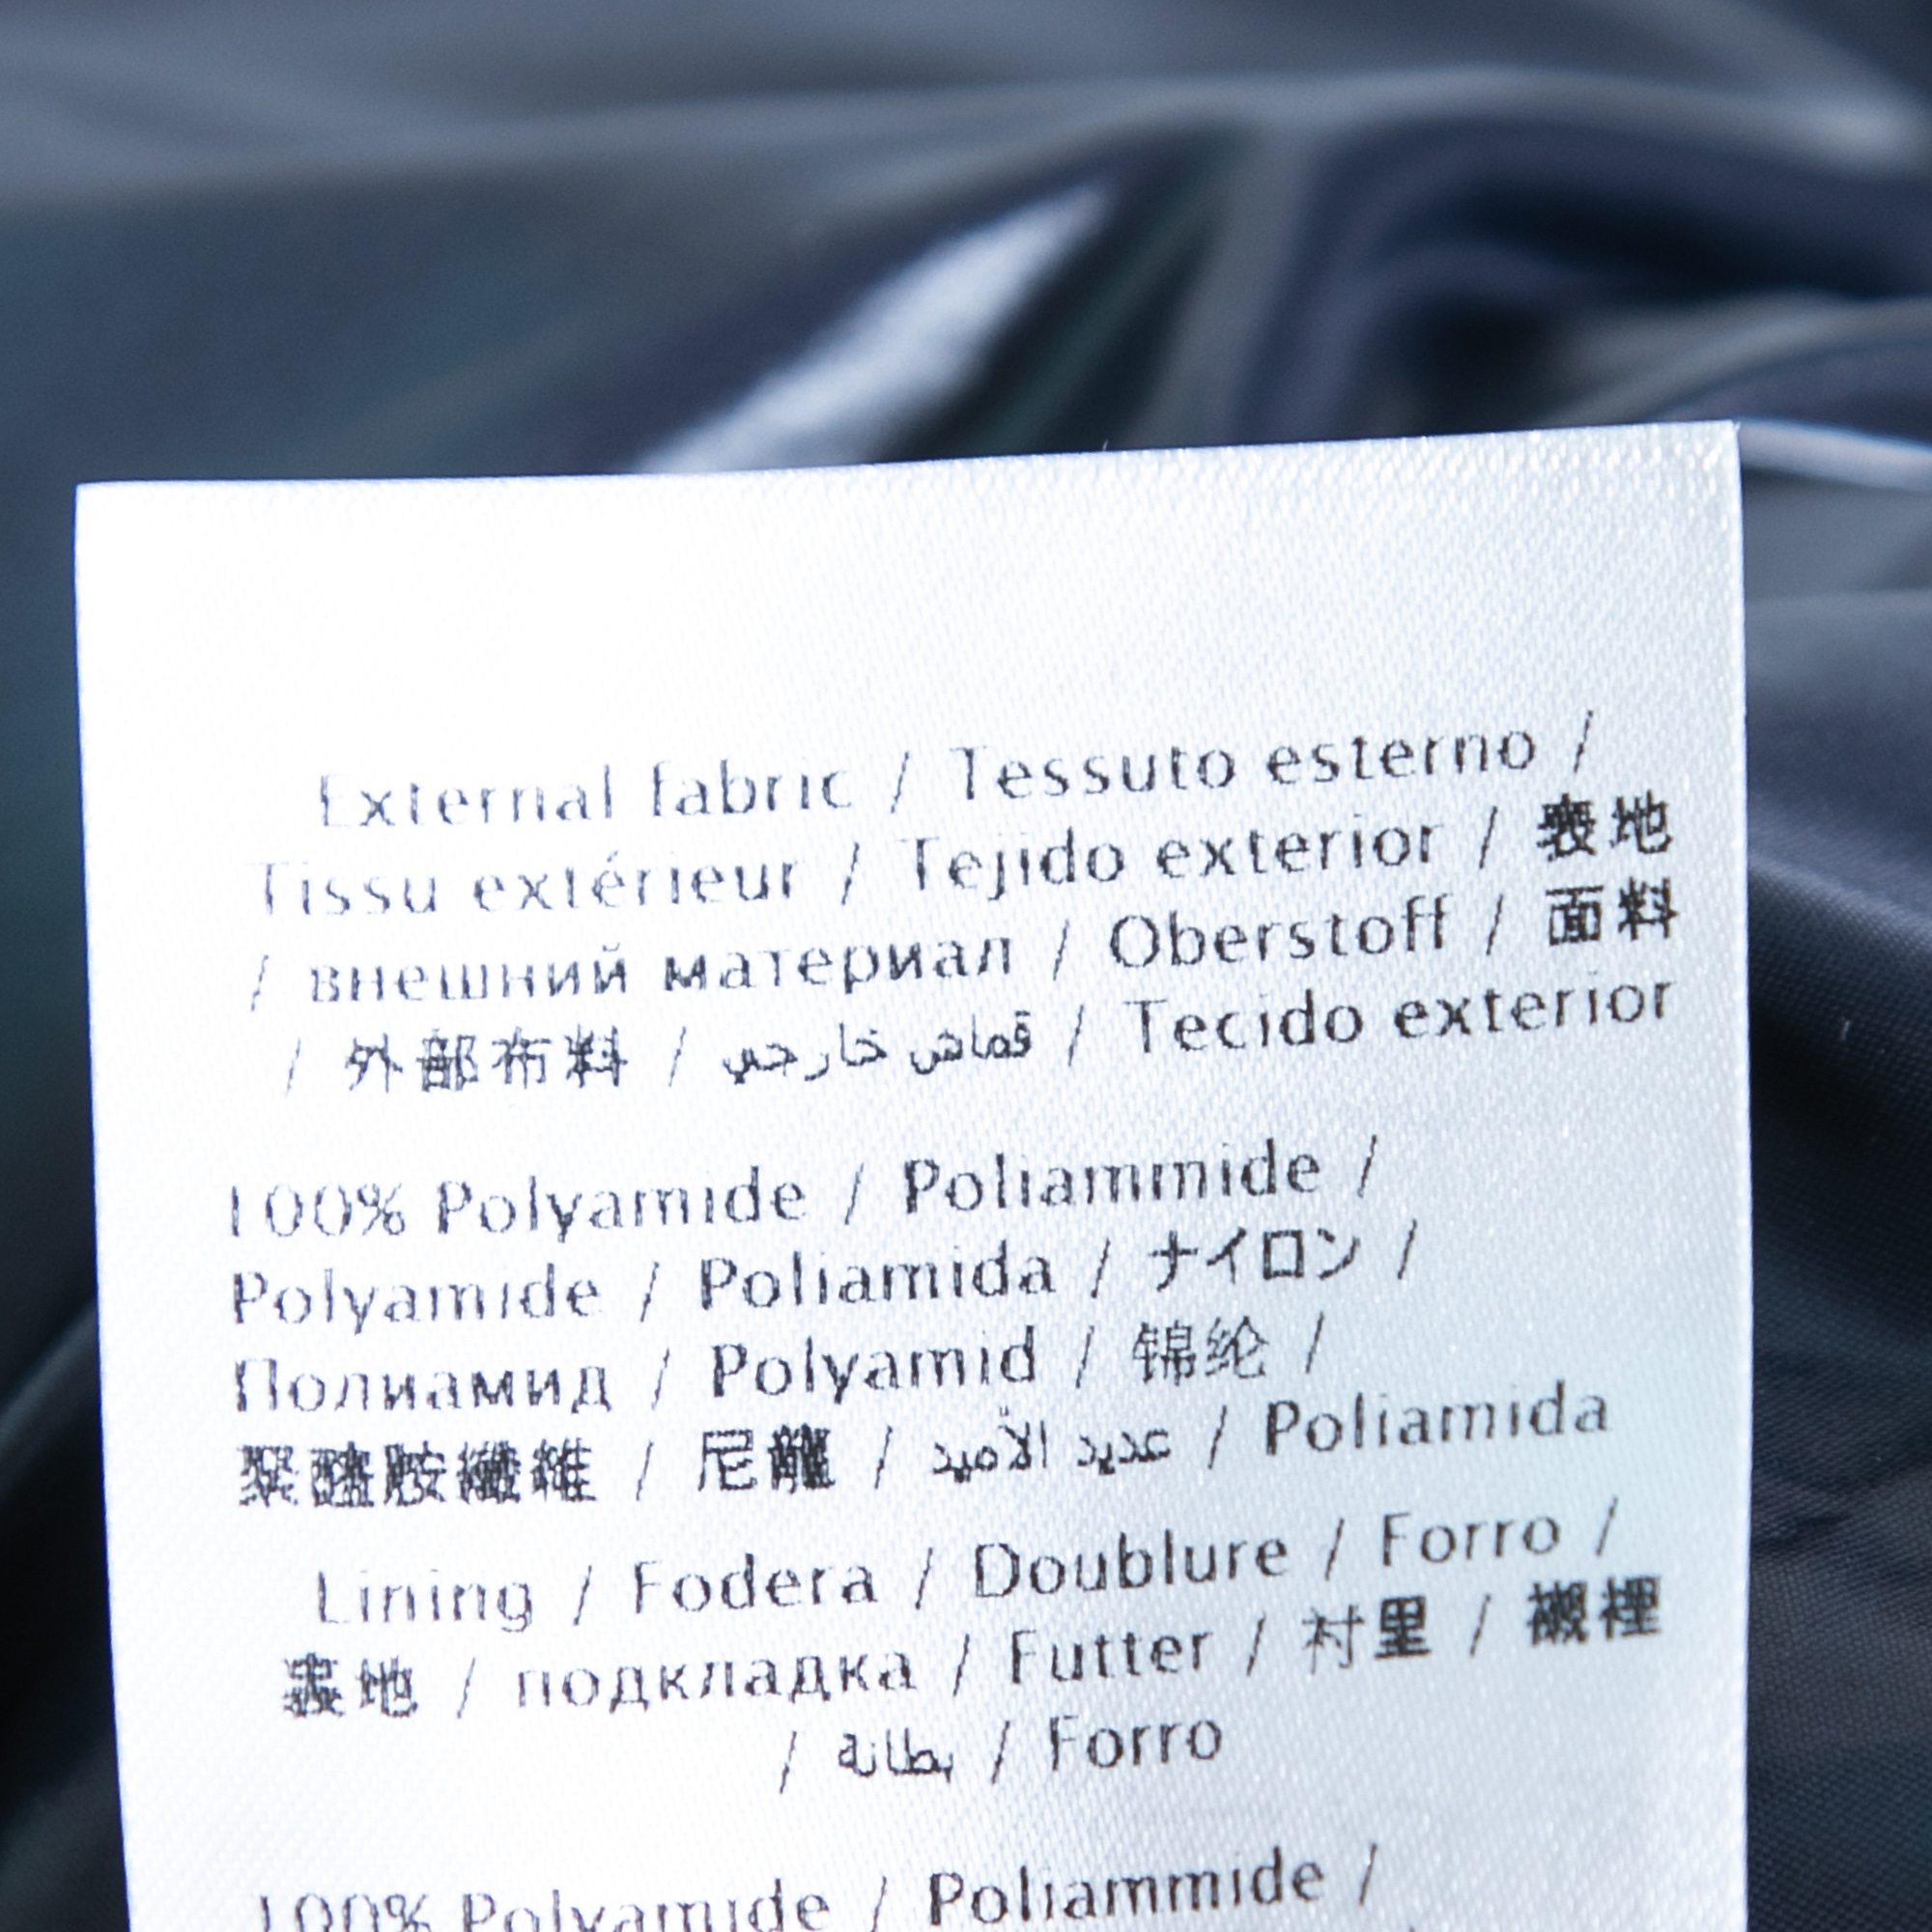 External fabric / Tessuto esterno /
Tissu extérieur / Tejido exterior / 表地
/ внешний материал / Oberstoff / 面料
/ 外部布料 / قماش خارجي / Tecido exterior
100% Polyamide / Poliammide /
Polyamide / Poliamida / ナイロン /
Полиамид / Polyamid / 锦纶 /
聚醯胺纖維 / 尼龍 / عديد الأميد / Poliamida
Lining / Fodera / Doublure / Forro /
裏地 / подкладка / Futter / 衬里 / 襯裡
/ بطانة / Forro
100% Polyamide / Poliammide /